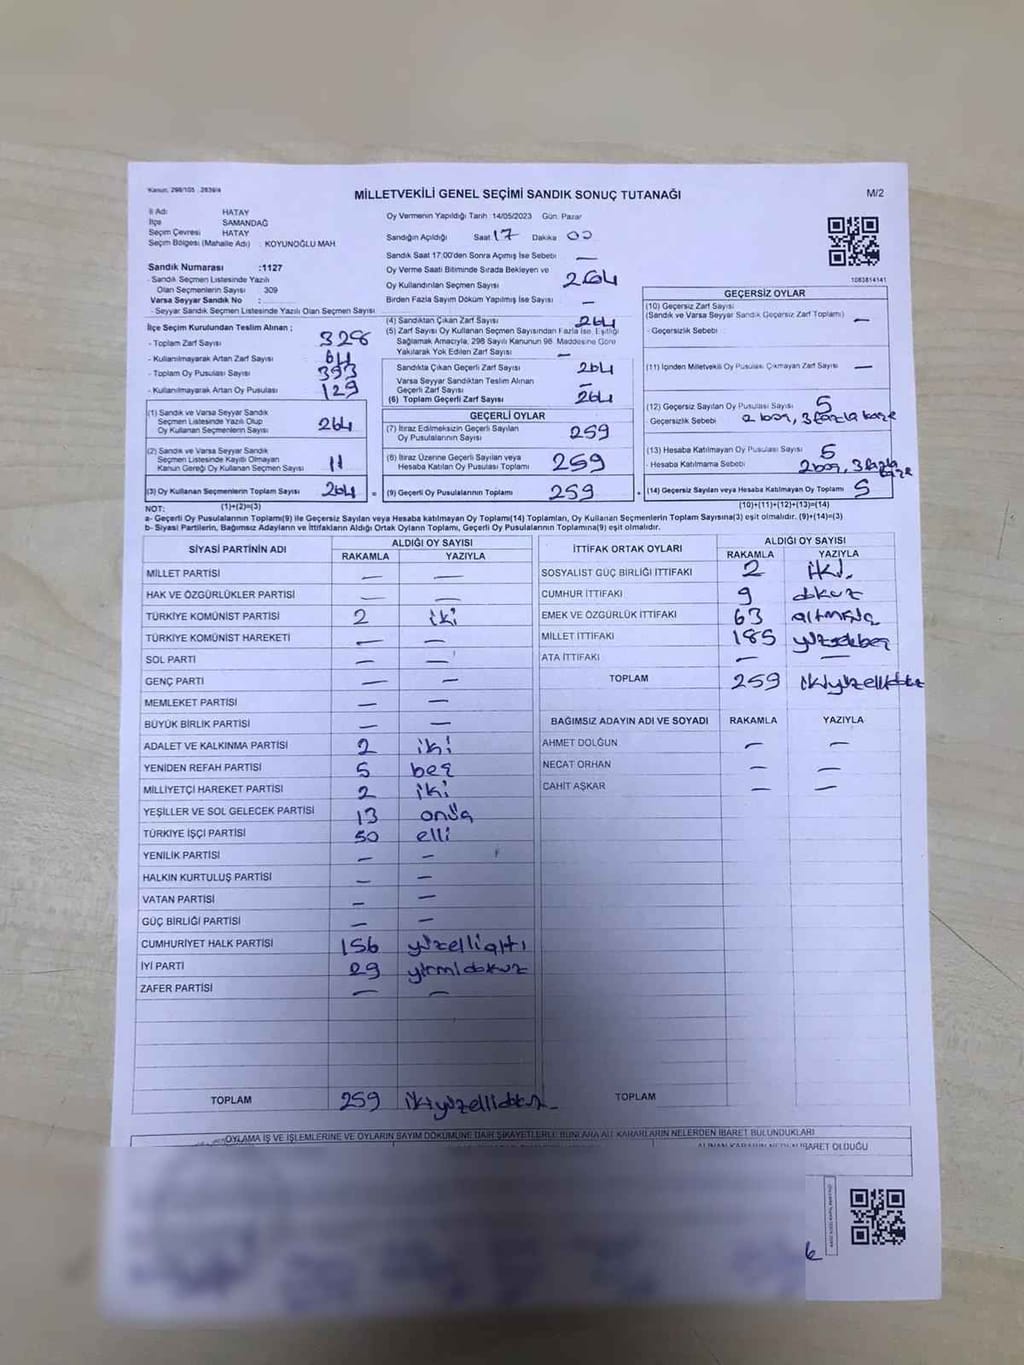 Kanun: 298/105 , 2839/4
MİLLETVEKİLİ GENEL SEÇİMİ SANDIK SONUÇ TUTANAĞI
M/2
İl Adı: HATAY
İlçe SAMANDAĞ
Seçim Çevresi HATAY
Seçim Bölgesi (Mahalle Adı) : KOYUNOĞLU MAH.
Sandık Numarası :1127
- Sandık Seçmen Listesinde Yazılı
Olan Seçmenlerin Sayısı 309
Varsa Seyyar Sandık No :
- Seyyar Sandık Seçmen Listesinde Yazılı Olan Seçmen Sayısı
Oy Vermenin Yapıldığı Tarih :14/05/2023 Gün: Pazar
Sandığın Açıldığı Saat 17 Dakika 00
Sandık Saat 17:00'den Sonra Açımış İse Sebebi —
Oy Verme Saati Bitiminde Sırada Bekleyen ve
Oy Kullandırılan Seçmen Sayısı 264
Birden Fazla Sayım Döküm Yapılmış İse Sayısı —
1083814141
İlçe Seçim Kurulundan Teslim Alınan ;
- Toplam Zarf Sayısı 328
- Kullanılmayarak Artan Zarf Sayısı 64
- Toplam Oy Pusulası Sayısı 393
- Kullanılmayarak Artan Oy Pusulası 129
(1) Sandık ve Varsa Seyyar Sandık
Seçmen Listesinde Yazılı Olup
Oy Kullanan Seçmenlerin Sayısı 264
(2) Sandık ve Varsa Seyyar Sandık
Seçmen Listesinde Kayıtlı Olmayan
Kanun Gereği Oy Kullanan Seçmen Sayısı 11
(3) Oy Kullanan Seçmenlerin Toplam Sayısı 264 =
(4) Sandıktan Çıkan Zarf Sayısı 264
(5) Zarf Sayısı Oy Kullanan Seçmen Sayısından Fazla İse, Eşitliği
Sağlamak Amacıyla, 298 Sayılı Kanunun 98. Maddesine Göre
Yakılarak Yok Edilen Zarf Sayısı —
Sandıkta Çıkan Geçerli Zarf Sayısı 264
Varsa Seyyar Sandıktan Teslim Alınan
Geçerli Zarf Sayısı —
(6) Toplam Geçerli Zarf Sayısı 264
GEÇERLİ OYLAR
(7) İtiraz Edilmeksizin Geçerli Sayılan
Oy Pusulalarının Sayısı 259
(8) İtiraz Üzerine Geçerli Sayılan veya
Hesaba Katılan Oy Pusulası Toplamı 259
(9) Geçerli Oy Pusulalarının Toplamı 259
GEÇERSİZ OYLAR
(10) Geçersiz Zarf Sayısı
(Sandık ve Varsa Seyyar Sandık Geçersiz Zarf Toplamı) —
- Geçersizlik Sebebi
(11) İçinden Milletvekili Oy Pusulası Çıkmayan Zarf Sayısı —
(12) Geçersiz Sayılan Oy Pusulası Sayısı 5
Geçersizlik Sebebi 2 boş, 3 fazla kaşe
(13) Hesaba Katılmayan Oy Pusulası Sayısı 5
- Hesaba Katılmama Sebebi 2 boş, 3 fazla kaşe
(14) Geçersiz Sayılan veya Hesaba Katılmayan Oy Toplamı 5
NOT: (1)+(2)=(3) (10)+(11)+(12)+(13)=(14)
a- Geçerli Oy Pusulaları Toplamı(9) ile Geçersiz Sayılan veya Hesaba katılmayan Oy Toplamı(14) Toplamları, Oy Kullanan Seçmenlerin Toplam Sayısına(3) eşit olmalıdır. (9)+(14)=(3)
b- Siyasi Partilerin, Bağımsız Adayların ve İttifakların Aldığı Ortak Oyların Toplamı, Geçerli Oy Pusulalarının Toplamına(9) eşit olmalıdır.
SİYASİ PARTİNİN ADI ALDIĞI OY SAYISI
RAKAMLA YAZIYLA
MİLLET PARTİSİ — —
HAK VE ÖZGÜRLÜKLER PARTİSİ — —
TÜRKİYE KOMÜNİST PARTİSİ 2 iki
TÜRKİYE KOMÜNİST HAREKETİ — —
SOL PARTİ — —
GENÇ PARTİ — —
MEMLEKET PARTİSİ — —
BÜYÜK BİRLİK PARTİSİ — —
ADALET VE KALKINMA PARTİSİ 2 iki
YENİDEN REFAH PARTİSİ 5 beş
MİLLİYETÇİ HAREKET PARTİSİ 2 iki
YEŞİLLER VE SOL GELECEK PARTİSİ 13 onüç
TÜRKİYE İŞÇİ PARTİSİ 50 elli
YENİLİK PARTİSİ — —
HALKIN KURTULUŞ PARTİSİ — —
VATAN PARTİSİ — —
GÜÇ BİRLİĞİ PARTİSİ — —
CUMHURİYET HALK PARTİSİ 156 yüzelliatı
İYİ PARTİ 29 yirmidokuz
ZAFER PARTİSİ — —
TOPLAM 259 ikiyüzellidokuz
İTTİFAK ORTAK OYLARI ALDIĞI OY SAYISI
RAKAMLA YAZIYLA
SOSYALİST GÜÇ BİRLİĞİ İTTİFAKI 2 iki
CUMHUR İTTİFAKI 9 dokuz
EMEK VE ÖZGÜRLÜK İTTİFAKI 63 altmışüç
MİLLET İTTİFAKI 185
ATA İTTİFAKI — —
TOPLAM 259 ikiyüzellidokuz
BAĞIMSIZ ADAYIN ADI VE SOYADI RAKAMLA YAZIYLA
AHMET DOLĞUN — —
NECAT ORHAN — —
CAHİT AŞKAR — —
TOPLAM
OYLAMA İŞ VE İŞLEMLERİNE VE OYLARIN SAYIM DÖKÜMÜNE DAİR ŞİKAYETLERLE BUNLARA AİT KARARLARIN NELERDEN İBARET BULUNDUKLARI
ALINAN KARARIN NEDEN İBARET OLDUĞU